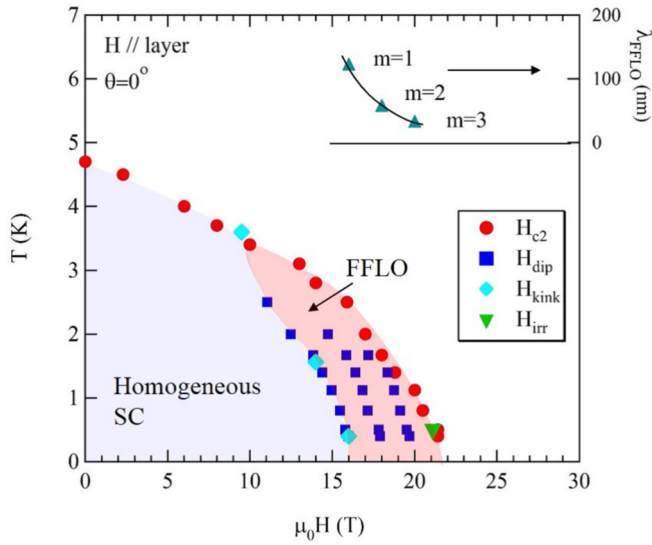 7
6
5
4
3
2
1
0
T (K)
H // layer
θ=0°
m=1
m=2
m=3
200
100
0
λFFLO (nm)
FFLO
Homogeneous
SC
Hc2
Hdip
Hkink
Hirr
0 5 10 15 20 25 30
μ0H (T)